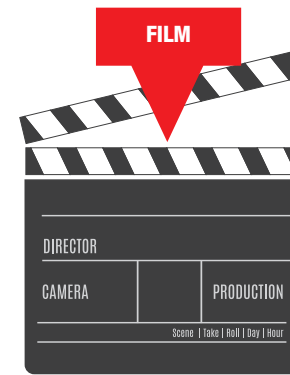 FILM
DIRECTOR
CAMERA PRODUCTION
Scene | Take | Roll | Day | Hour